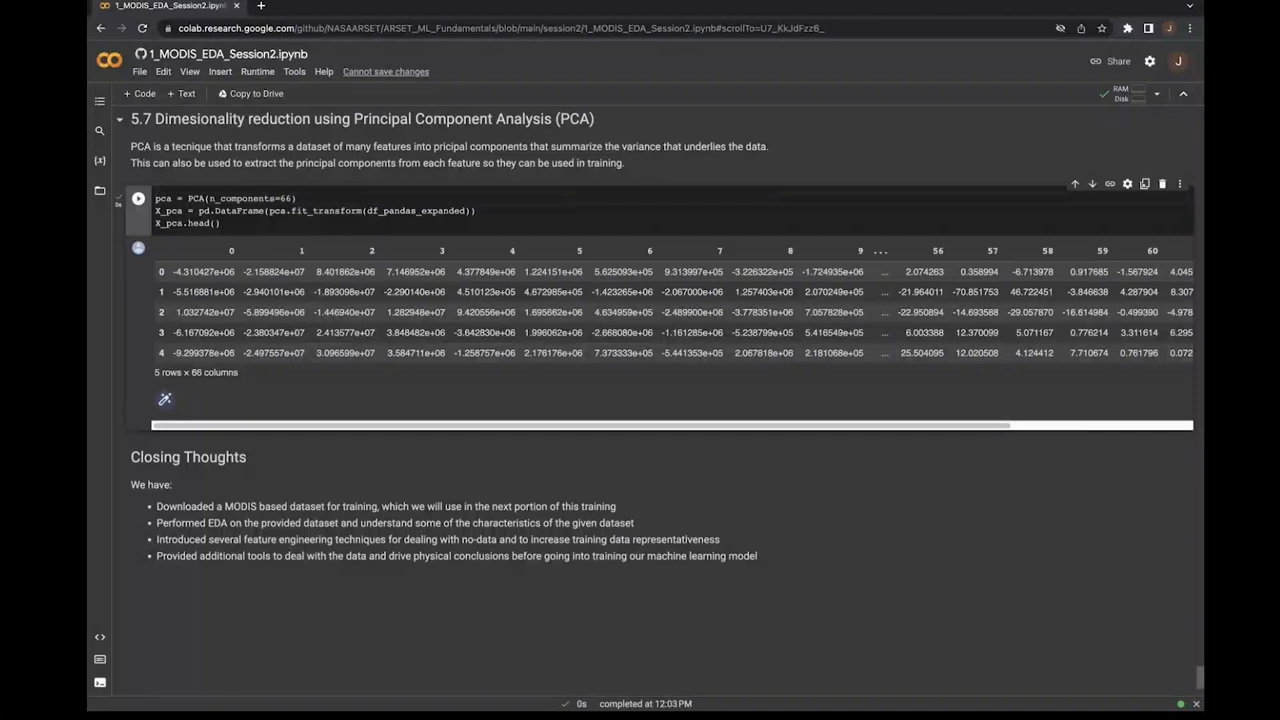 1_MODIS_EDA_Session2.ipynb
colab.research.google.com/github/NASAARSET/ARSET_ML_Fundamentals/blob/main/session2/1_MODIS_EDA_Session2.ipynb#scrollTo=U7_KkJdFzz6_
J
1_MODIS_EDA_Session2.ipynb
File Edit View Insert Runtime Tools Help Cannot save changes
Share
J
+ Code + Text Copy to Drive
RAM
Disk
5.7 Dimesionality reduction using Principal Component Analysis (PCA)
PCA is a tecnique that transforms a dataset of many features into pricipal components that summarize the variance that underlies the data.
This can also be used to extract the principal components from each feature so they can be used in training.
0s
pca = PCA(n_components=66)
X_pca = pd.DataFrame(pca.fit_transform(df_pandas_expanded))
X_pca.head()
0 1 2 3 4 5 6 7 8 9 ... 56 57 58 59 60
0 -4.310427e+06 -2.158824e+07 8.401862e+06 7.146952e+06 4.377849e+06 1.224151e+06 5.625093e+05 9.313997e+05 -3.226322e+05 -1.724935e+06 ... 2.074263 0.358994 -6.713978 0.917685 -1.567924 4.045
1 -5.516881e+06 -2.940101e+07 -1.893098e+07 -2.290140e+06 4.510123e+05 4.672985e+05 -1.423265e+06 -2.067000e+06 1.257403e+06 2.070249e+05 ... -21.964011 -70.851753 46.722451 -3.846638 4.287904 8.307
2 1.032742e+07 -5.899496e+06 -1.446940e+07 1.282948e+07 9.420556e+06 1.695662e+06 4.634959e+05 -2.489900e+06 -3.778351e+06 7.057828e+05 ... -22.950894 -14.693588 -29.057870 -16.614984 -0.499390 -4.978
3 -6.167092e+06 -2.380347e+07 2.413577e+07 3.848482e+06 -3.642830e+06 1.996062e+06 -2.668080e+06 -1.161285e+06 -5.238799e+05 5.416549e+05 ... 6.003388 12.370099 5.071167 0.776214 3.311614 6.295
4 -9.299378e+06 -2.497557e+07 3.096599e+07 3.584711e+06 -1.258757e+06 2.176176e+06 7.373333e+05 -5.441353e+05 2.067818e+06 2.181068e+05 ... 25.504095 12.020508 4.124412 7.710674 0.761796 0.072
5 rows × 66 columns
Closing Thoughts
We have:
• Downloaded a MODIS based dataset for training, which we will use in the next portion of this training
• Performed EDA on the provided dataset and understand some of the characteristics of the given dataset
• Introduced several feature engineering techniques for dealing with no-data and to increase training data representativeness
• Provided additional tools to deal with the data and drive physical conclusions before going into training our machine learning model
0s completed at 12:03 PM